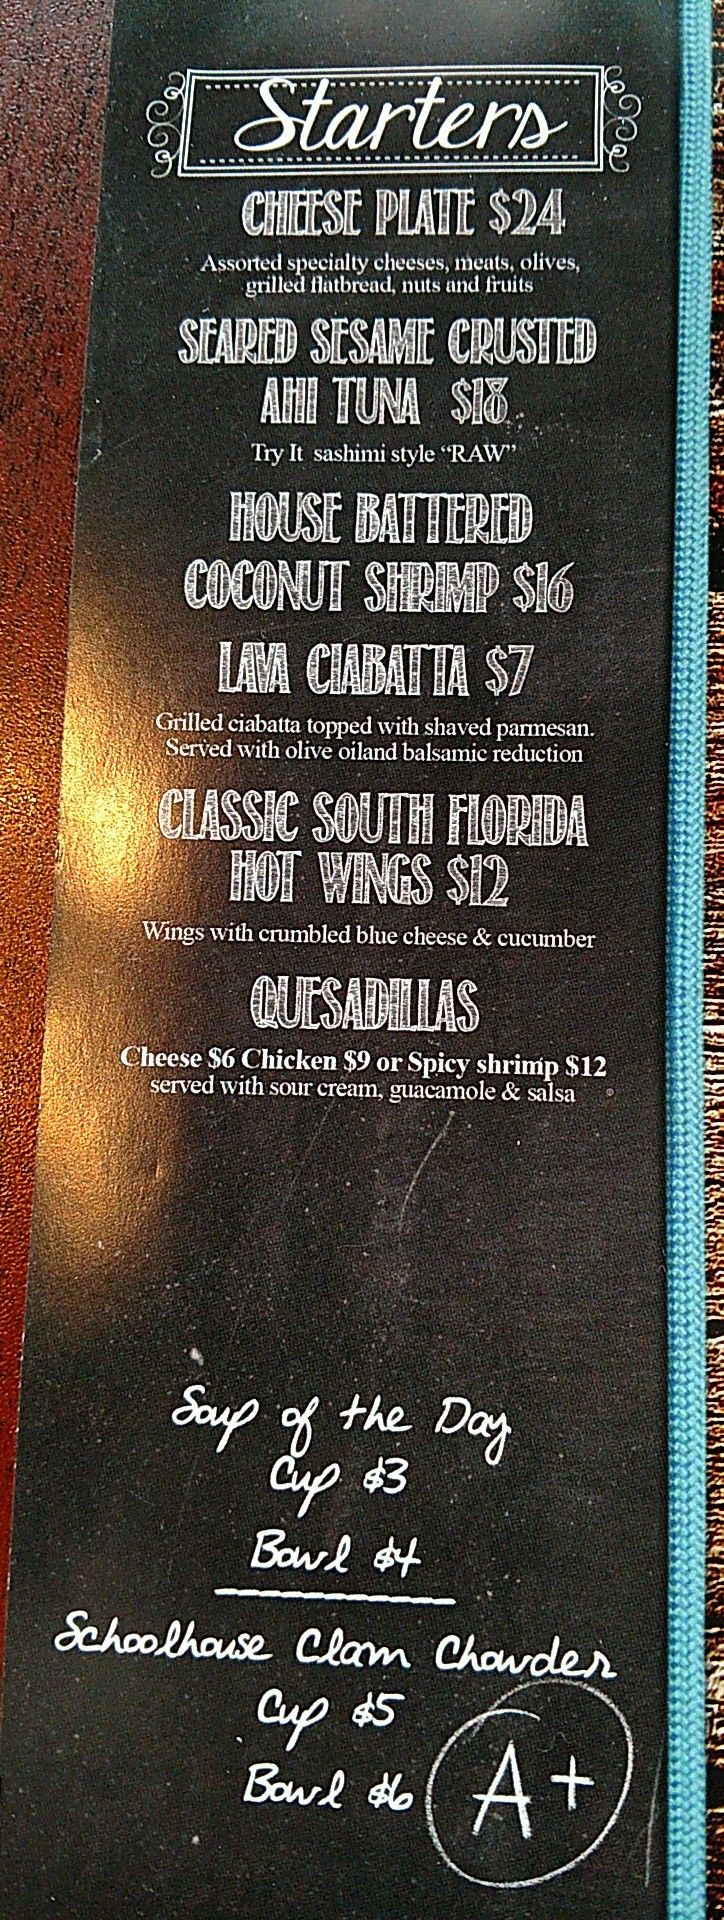 Starters
CHEESE PLATE $24
Assorted specialty cheeses, meats, olives,
grilled flatbread, nuts and fruits
SEARED SESAME CRUSTED
AHI TUNA $18
Try It sashimi style “RAW”
HOUSE BATTERED
COCONUT SHRIMP $16
LAVA CIABATTA $7
Grilled ciabatta topped with shaved parmesan.
Served with olive oiland balsamic reduction
CLASSIC SOUTH FLORIDA
HOT WINGS $12
Wings with crumbled blue cheese & cucumber
QUESADILLAS
Cheese $6 Chicken $9 or Spicy shrimp $12
served with sour cream, guacamole & salsa
Soup of the Day
Cup $3
Bowl $4
Schoolhouse Clam Chowder
Cup $5
Bowl $6
A+